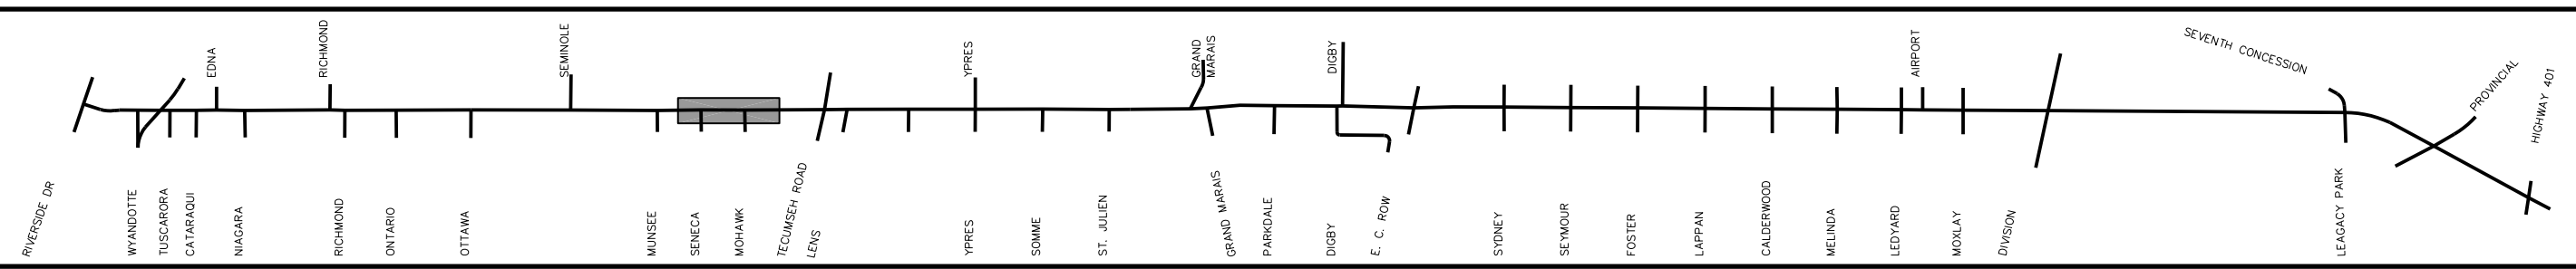 EDNA
RICHMOND
SEMINOLE
YPRES
GRAND
MARAIS
DIGBY
AIRPORT
SEVENTH CONCESSION
PROVINCIAL
HIGHWAY 401
RIVERSIDE DR
WYANDOTTE
TUSCARORA
CATARAQUI
NIAGARA
RICHMOND
ONTARIO
OTTAWA
MUNSEE
SENECA
MOHAWK
TECUMSEH ROAD
LENS
YPRES
SOMME
ST. JULIEN
GRAND MARAIS
PARKDALE
DIGBY
E. C. ROW
SYDNEY
SEYMOUR
FOSTER
LAPPAN
CALDERWOOD
MELINDA
LEDYARD
MOXLAY
DIVISION
LEAGACY PARK